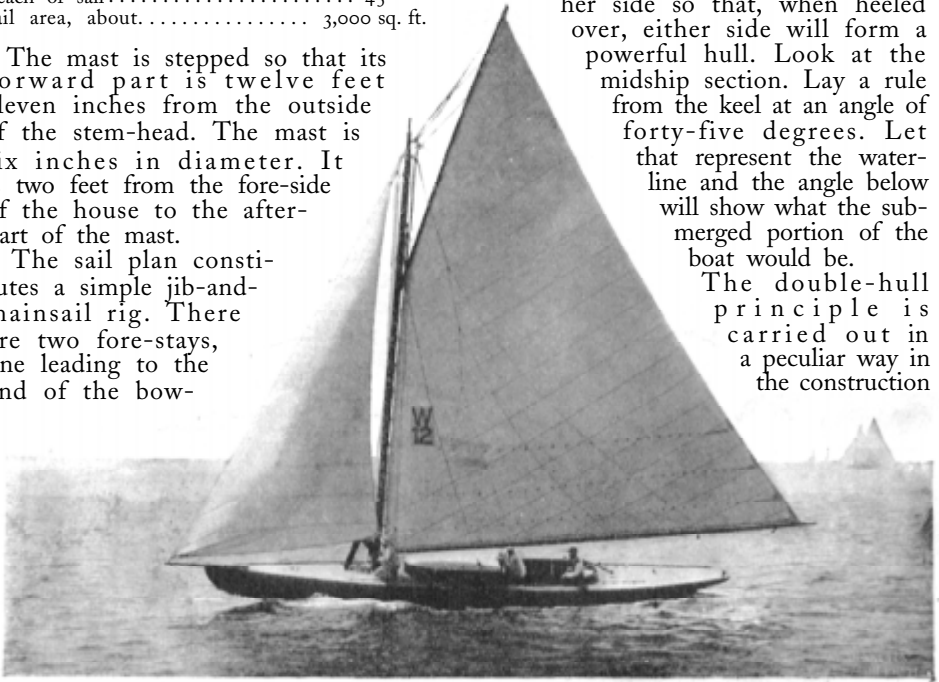 sail. 45
sail area, about. 3,000 sq. ft.
The mast is stepped so that its
orward part is twelve feet
leven inches from the outside
f the stem-head. The mast is
ix inches in diameter. It
two feet from the fore-side
f the house to the after-
art of the mast.
The sail plan consti-
utes a simple jib-and-
nainsail rig. There
re two fore-stays,
ne leading to the
nd of the bow-
her side so that, when heeled
over, either side will form a
powerful hull. Look at the
midship section. Lay a rule
from the keel at an angle of
forty-five degrees. Let
that represent the water-
line and the angle below
will show what the sub-
merged portion of the
boat would be.
The double-hull
principle is
carried out in
a peculiar way in
the construction
W
12